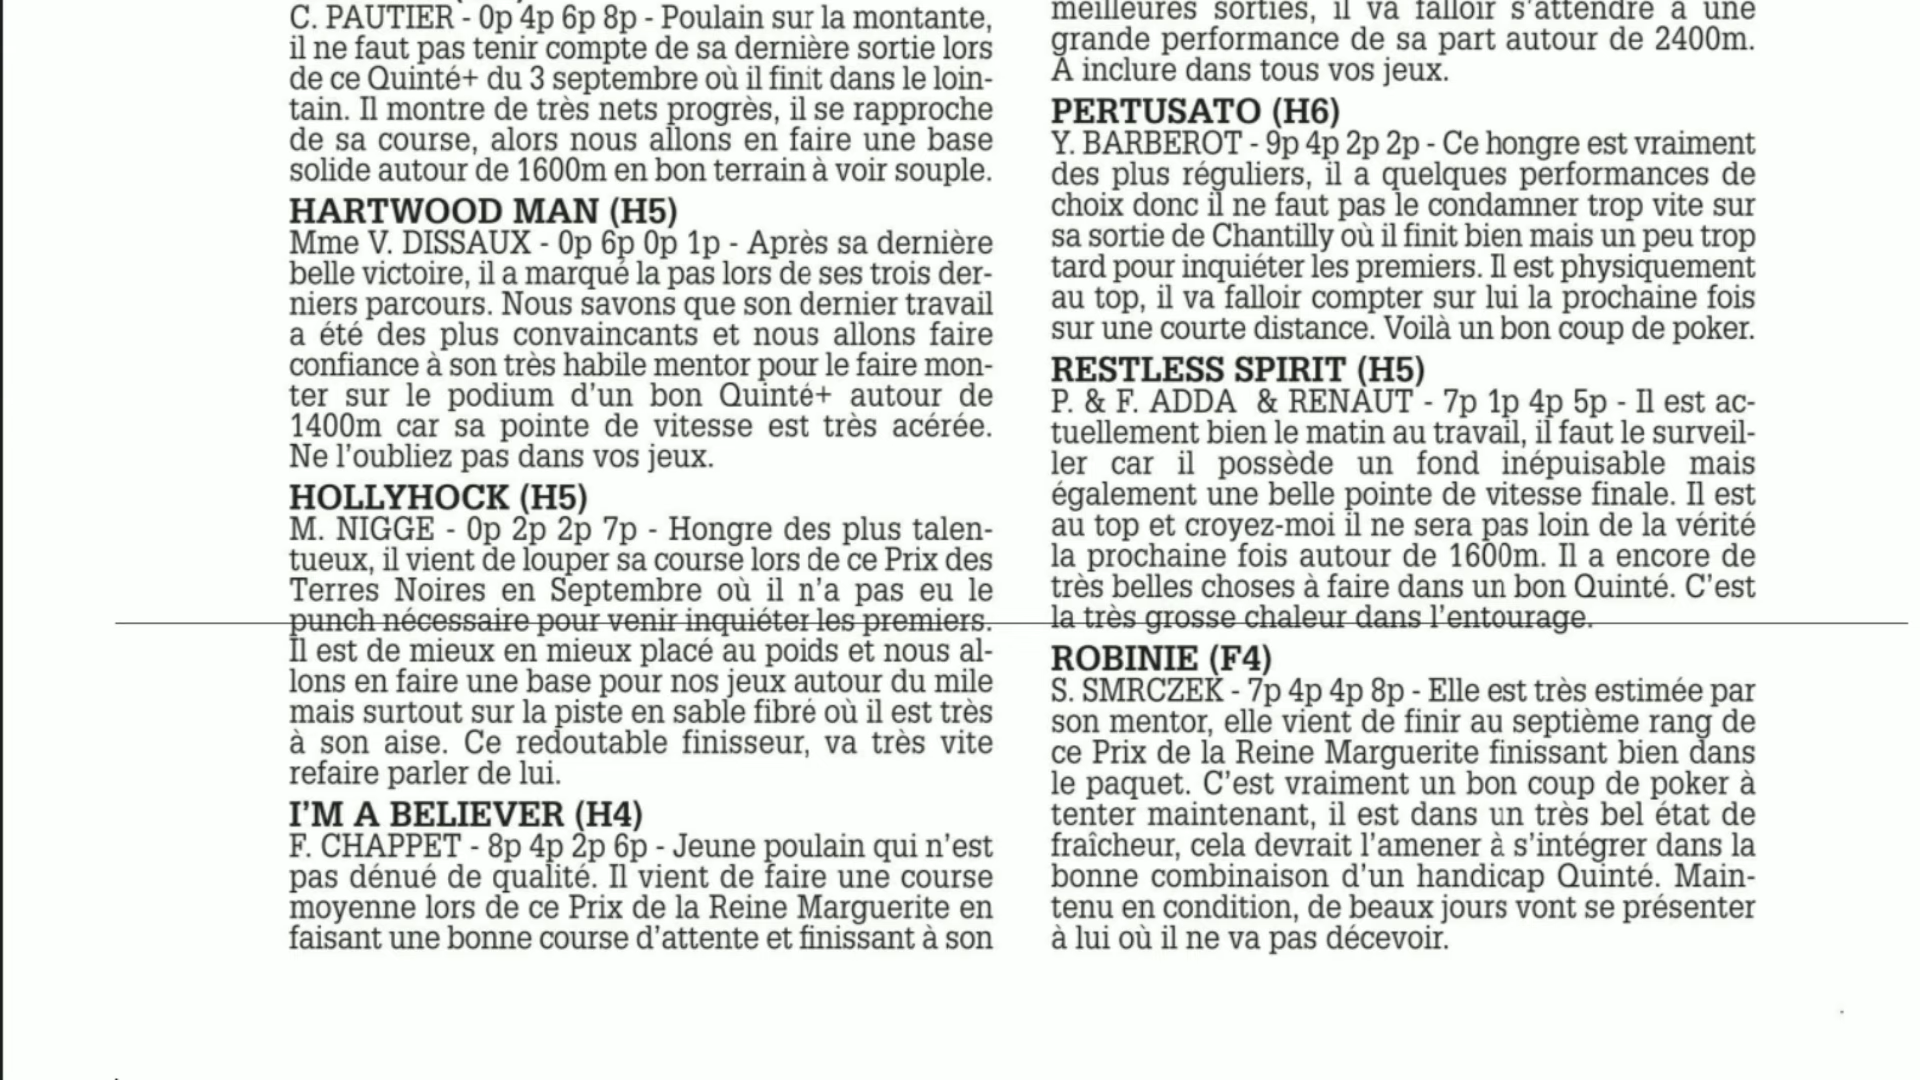 C. PAUTIER - 0p 4p 6p 8p - Poulain sur la montante,
il ne faut pas tenir compte de sa dernière sortie lors
de ce Quinté+ du 3 septembre où il finit dans le loin-
tain. Il montre de très nets progrès, il se rapproche
de sa course, alors nous allons en faire une base
solide autour de 1600m en bon terrain à voir souple.
HARTWOOD MAN (H5)
Mme V. DISSAUX - 0p 6p 0p 1p - Après sa dernière
belle victoire, il a marqué la pas lors de ses trois der-
niers parcours. Nous savons que son dernier travail
a été des plus convaincants et nous allons faire
confiance à son très habile mentor pour le faire mon-
ter sur le podium d'un bon Quinté+ autour de
1400m car sa pointe de vitesse est très acérée.
Ne l'oubliez pas dans vos jeux.
HOLLYHOCK (H5)
M. NIGGE - 0p 2p 2p 7p - Hongre des plus talen-
tueux, il vient de louper sa course lors de ce Prix des
Terres Noires en Septembre où il n'a pas eu le
punch nécessaire pour venir inquiéter les premiers.
Il est de mieux en mieux placé au poids et nous al-
lons en faire une base pour nos jeux autour du mile
mais surtout sur la piste en sable fibré où il est très
à son aise. Ce redoutable finisseur, va très vite
refaire parler de lui.
I'M A BELIEVER (H4)
F. CHAPPET - 8p 4p 2p 6p - Jeune poulain qui n'est
pas dénué de qualité. Il vient de faire une course
moyenne lors de ce Prix de la Reine Marguerite en
faisant une bonne course d'attente et finissant à son
meilleures sorties, il va falloir s'attendre à une
grande performance de sa part autour de 2400m.
A inclure dans tous vos jeux.
PERTUSATO (H6)
Y. BARBEROT - 9p 4p 2p 2p - Ce hongre est vraiment
des plus réguliers, il a quelques performances de
choix donc il ne faut pas le condamner trop vite sur
sa sortie de Chantilly où il finit bien mais un peu trop
tard pour inquiéter les premiers. Il est physiquement
au top, il va falloir compter sur lui la prochaine fois
sur une courte distance. Voilà un bon coup de poker.
RESTLESS SPIRIT (H5)
P. & F. ADDA & RENAUT - 7p 1p 4p 5p - Il est ac-
tuellement bien le matin au travail, il faut le surveil-
ler car il possède un fond inépuisable mais
également une belle pointe de vitesse finale. Il est
au top et croyez-moi il ne sera pas loin de la vérité
la prochaine fois autour de 1600m. Il a encore de
très belles choses à faire dans un bon Quinté. C'est
la très grosse chaleur dans l'entourage.
ROBINIE (F4)
S. SMRCZEK - 7p 4p 4p 8p - Elle est très estimée par
son mentor, elle vient de finir au septième rang de
ce Prix de la Reine Marguerite finissant bien dans
le paquet. C'est vraiment un bon coup de poker à
tenter maintenant, il est dans un très bel état de
fraîcheur, cela devrait l'amener à s'intégrer dans la
bonne combinaison d'un handicap Quinté. Main-
tenu en condition, de beaux jours vont se présenter
à lui où il ne va pas décevoir.